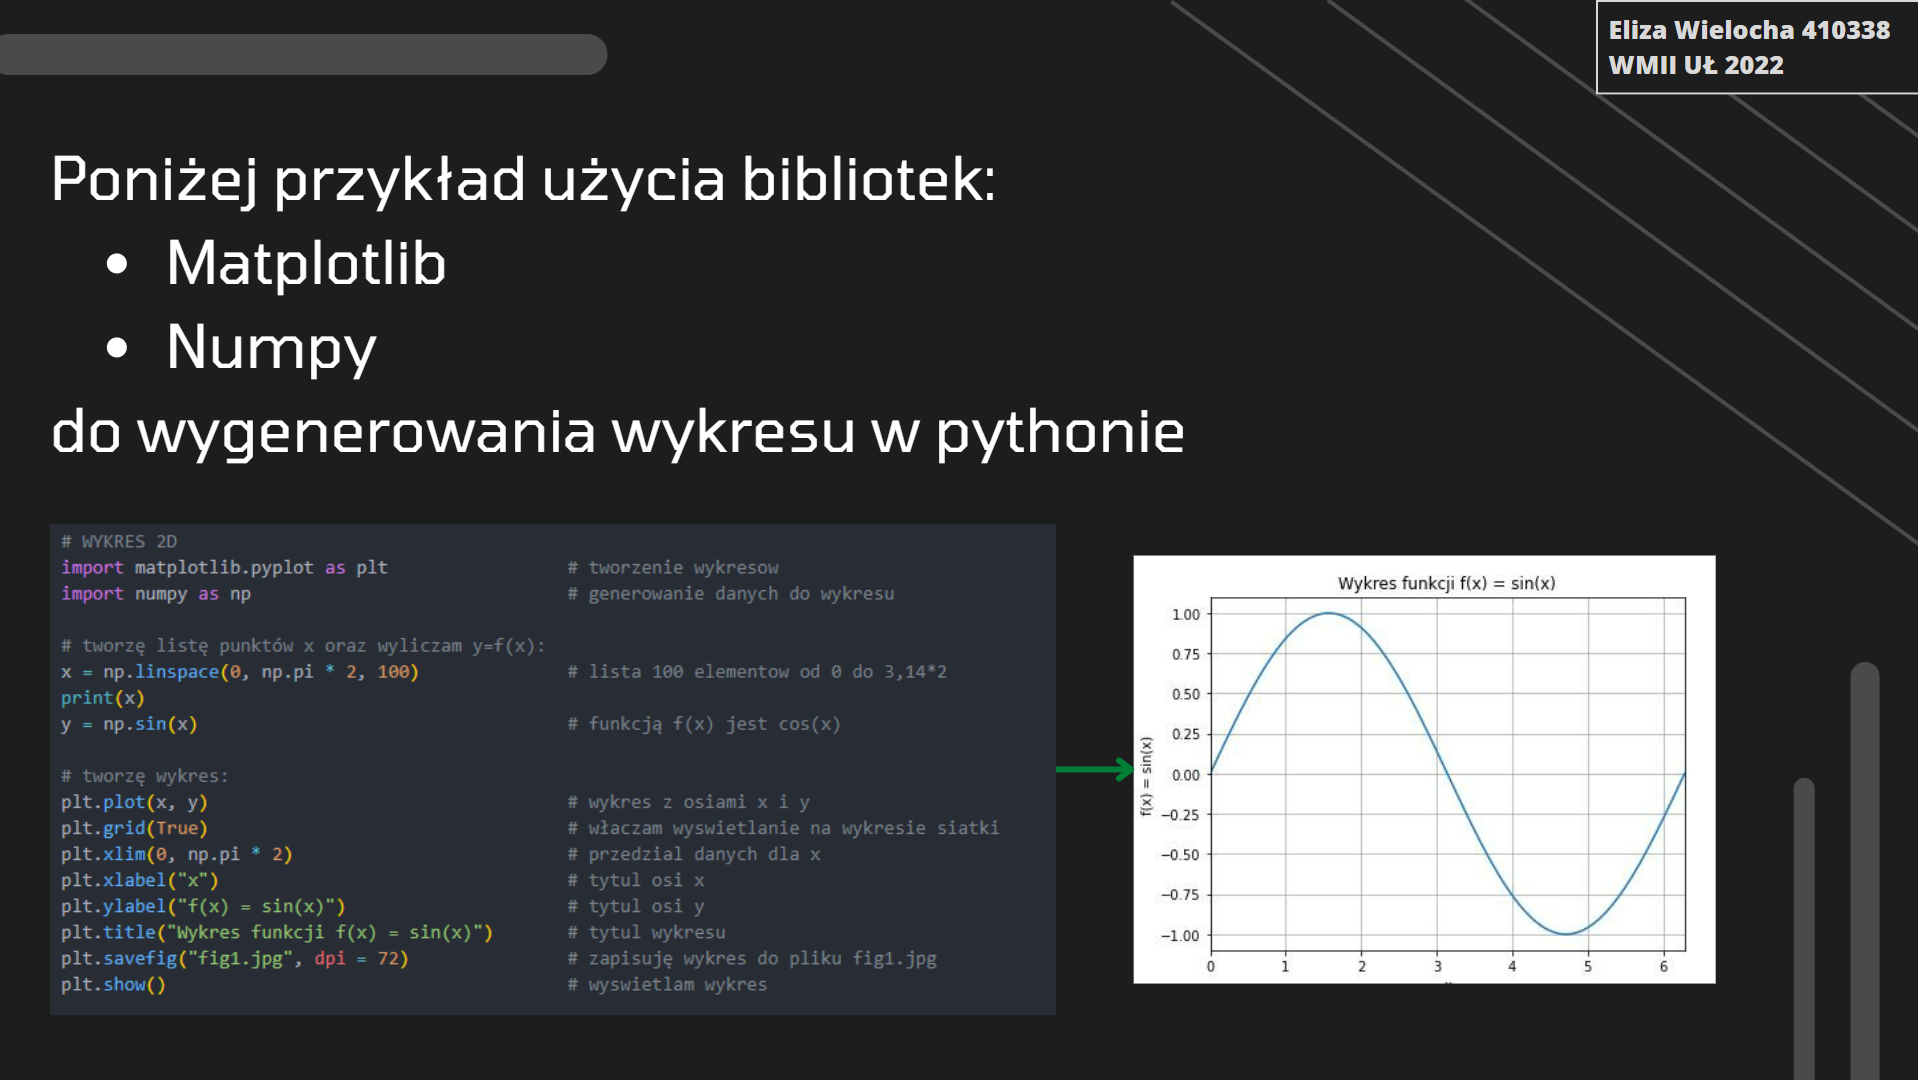 Eliza Wielocha 410338
WMII UŁ 2022
Poniżej przykład użycia bibliotek:
• Matplotlib
• Numpy
do wygenerowania wykresu w pythonie
# WYKRES 2D
import matplotlib.pyplot as plt # tworzenie wykresow
import numpy as np # generowanie danych do wykresu
# tworzę listę punktów x oraz wyliczam y=f(x):
x = np.linspace(0, np.pi * 2, 100) # lista 100 elementow od 0 do 3,14*2
print(x)
y = np.sin(x) # funkcją f(x) jest cos(x)
# tworzę wykres:
plt.plot(x, y) # wykres z osiami x i y
plt.grid(True) # właczam wyswietlanie na wykresie siatki
plt.xlim(0, np.pi * 2) # przedzial danych dla x
plt.xlabel("x") # tytul osi x
plt.ylabel("f(x) = sin(x)") # tytul osi y
plt.title("Wykres funkcji f(x) = sin(x)") # tytul wykresu
plt.savefig("fig1.jpg", dpi = 72) # zapisuję wykres do pliku fig1.jpg
plt.show() # wyswietlam wykres
Wykres funkcji f(x) = sin(x)
f(x) = sin(x)
1.00
0.75
0.50
0.25
0.00
−0.25
−0.50
−0.75
−1.00
0 1 2 3 4 5 6